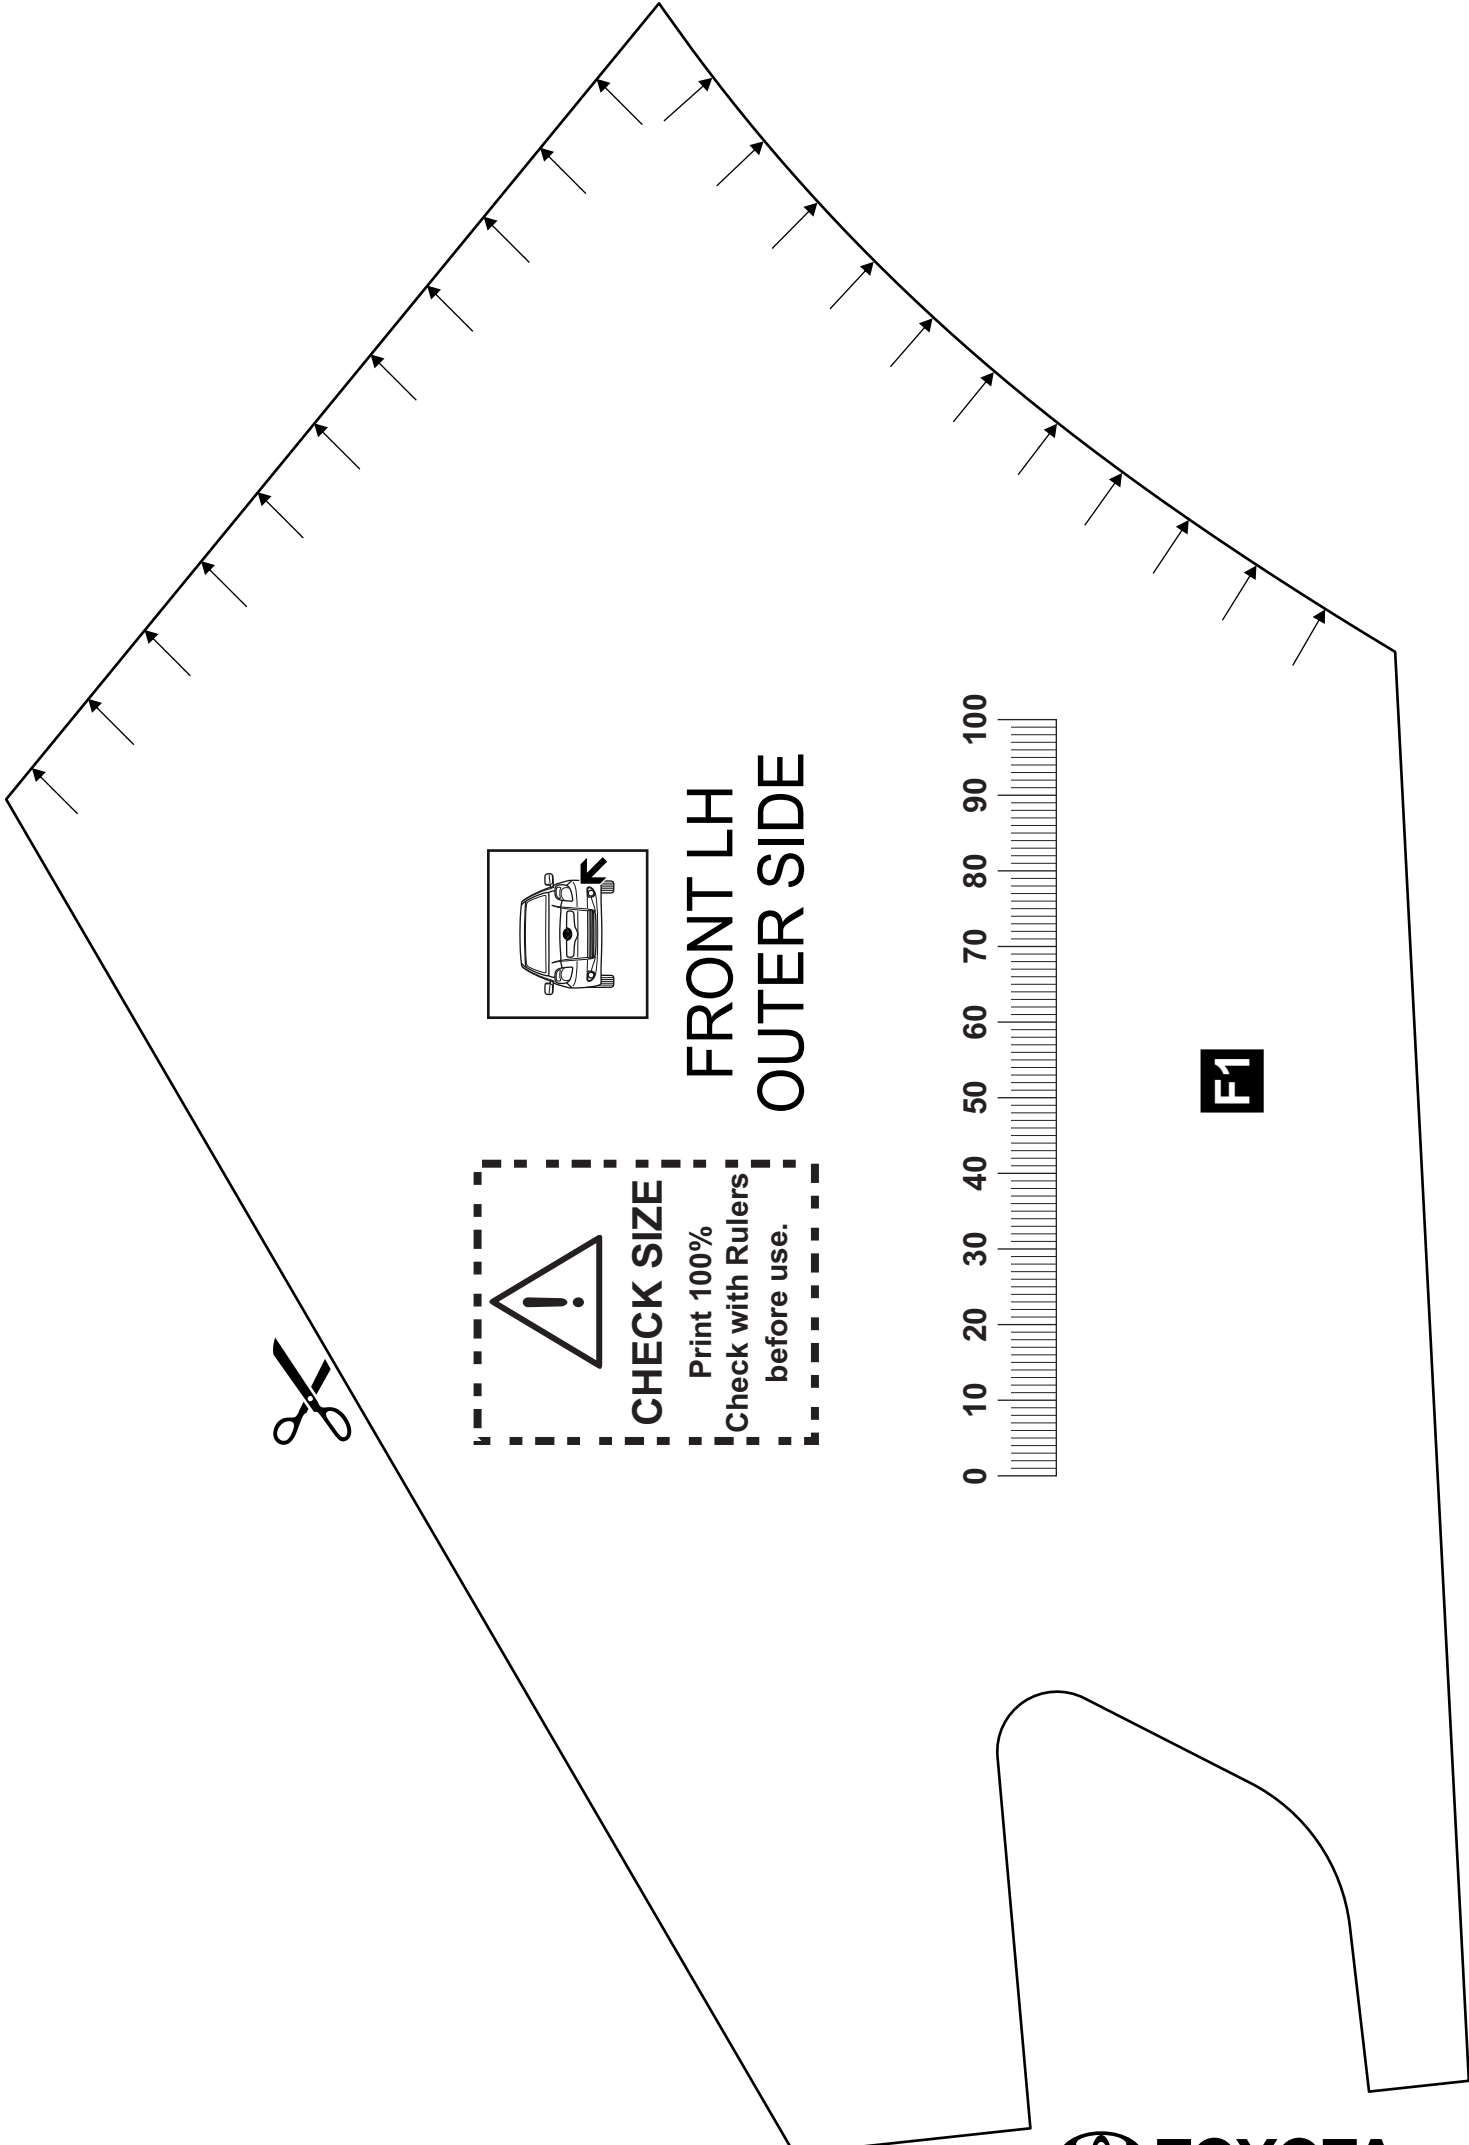 FRONT LH
OUTER SIDE
CHECK SIZE
Print 100%
Check with Rulers
before use.
0 10 20 30 40 50 60 70 80 90 100
F1
TOYOTA